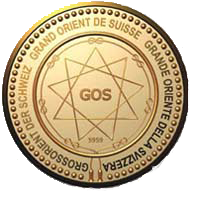 GROSSORIENT DER SCHWEIZ
GRAND ORIENT DE SUISSE
GRANDE ORIENTE DELLA SVIZZERA
GOS
5959